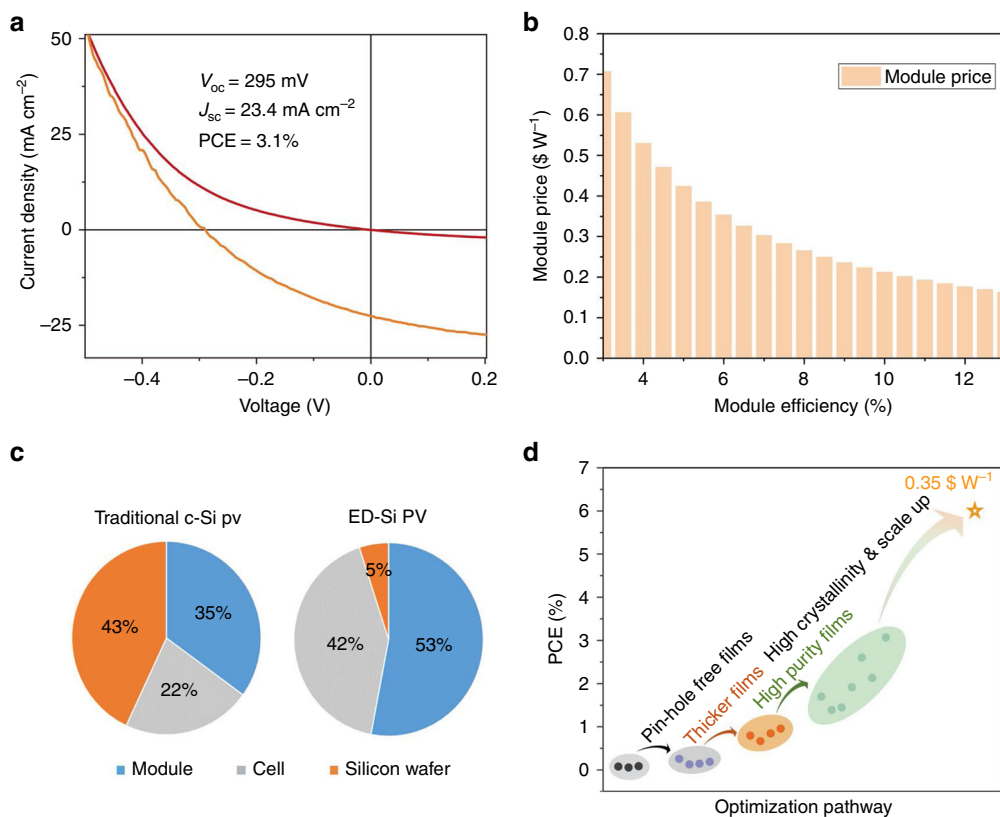 a
50
25
0
−25
−0.4
−0.2
0.0
0.2
Current density (mA cm⁻²)
Voltage (V)
Voc = 295 mV
Jsc = 23.4 mA cm⁻²
PCE = 3.1%
b
0.8
0.7
0.6
0.5
0.4
0.3
0.2
0.1
0.0
4
6
8
10
12
Module price ($ W⁻¹)
Module efficiency (%)
Module price
c
Traditional c-Si pv
43%
35%
22%
ED-Si PV
5%
42%
53%
Module
Cell
Silicon wafer
d
7
6
5
4
3
2
1
0
PCE (%)
Optimization pathway
Pin-hole free films
Thicker films
High purity films
High crystallinity & scale up
0.35 $ W⁻¹